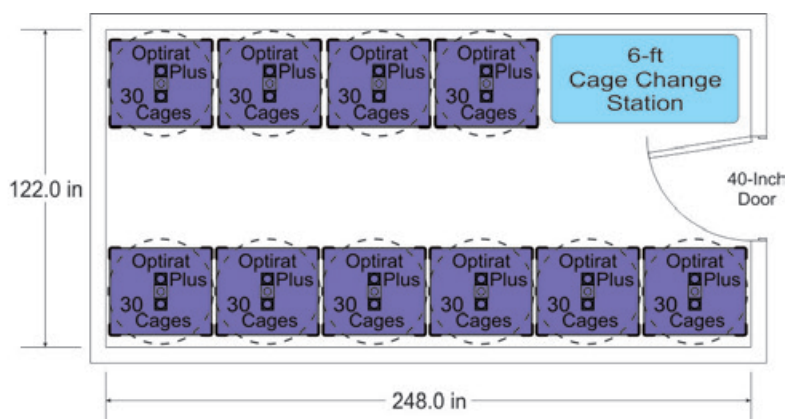 Optirat
Plus
30
Cages
Optirat
Plus
30
Cages
Optirat
Plus
30
Cages
Optirat
Plus
30
Cages
6-ft
Cage Change
Station
122.0 in
40-Inch
Door
Optirat
Plus
30
Cages
Optirat
Plus
30
Cages
Optirat
Plus
30
Cages
Optirat
Plus
30
Cages
Optirat
Plus
30
Cages
Optirat
Plus
30
Cages
248.0 in